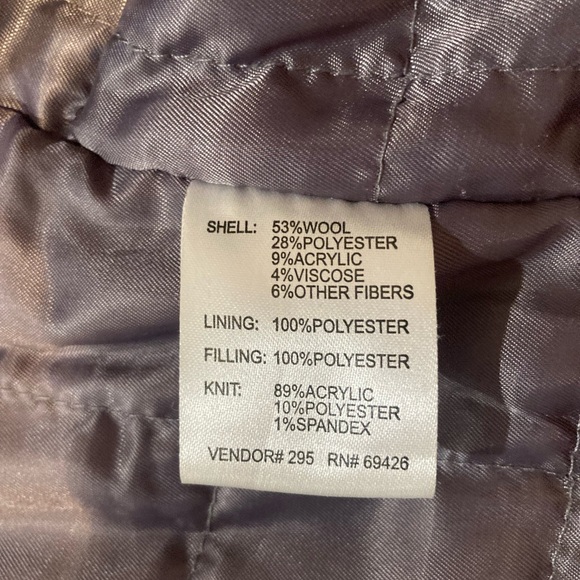 SHELL: 53%WOOL
28%POLYESTER
9%ACRYLIC
4%VISCOSE
6%OTHER FIBERS
LINING: 100%POLYESTER
FILLING: 100%POLYESTER
KNIT: 89%ACRYLIC
10%POLYESTER
1%SPANDEX
VENDOR# 295 RN# 69426